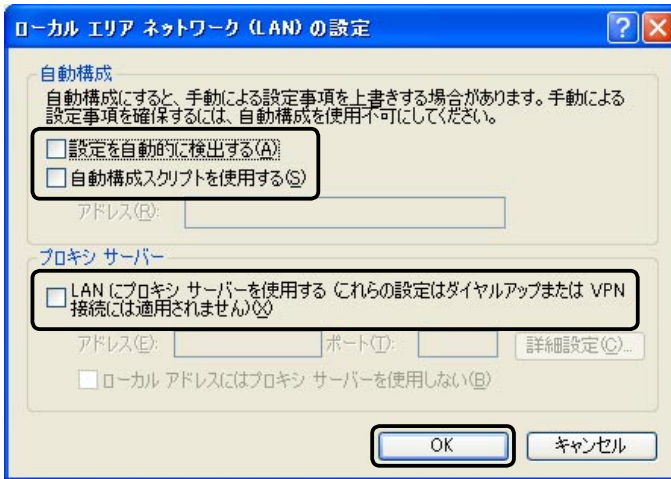 ローカル エリア ネットワーク (LAN) の設定
自動構成
自動構成にすると、手動による設定事項を上書きする場合があります。手動による
設定事項を確保するには、自動構成を使用不可にしてください。
設定を自動的に検出する(A)
自動構成スクリプトを使用する(S)
アドレス(R):
プロキシ サーバー
LAN にプロキシ サーバーを使用する (これらの設定はダイヤルアップまたは VPN
接続には適用されません)(X)
アドレス(E): ポート(T): 詳細設定(C)...
ローカル アドレスにはプロキシ サーバーを使用しない(B)
OK キャンセル